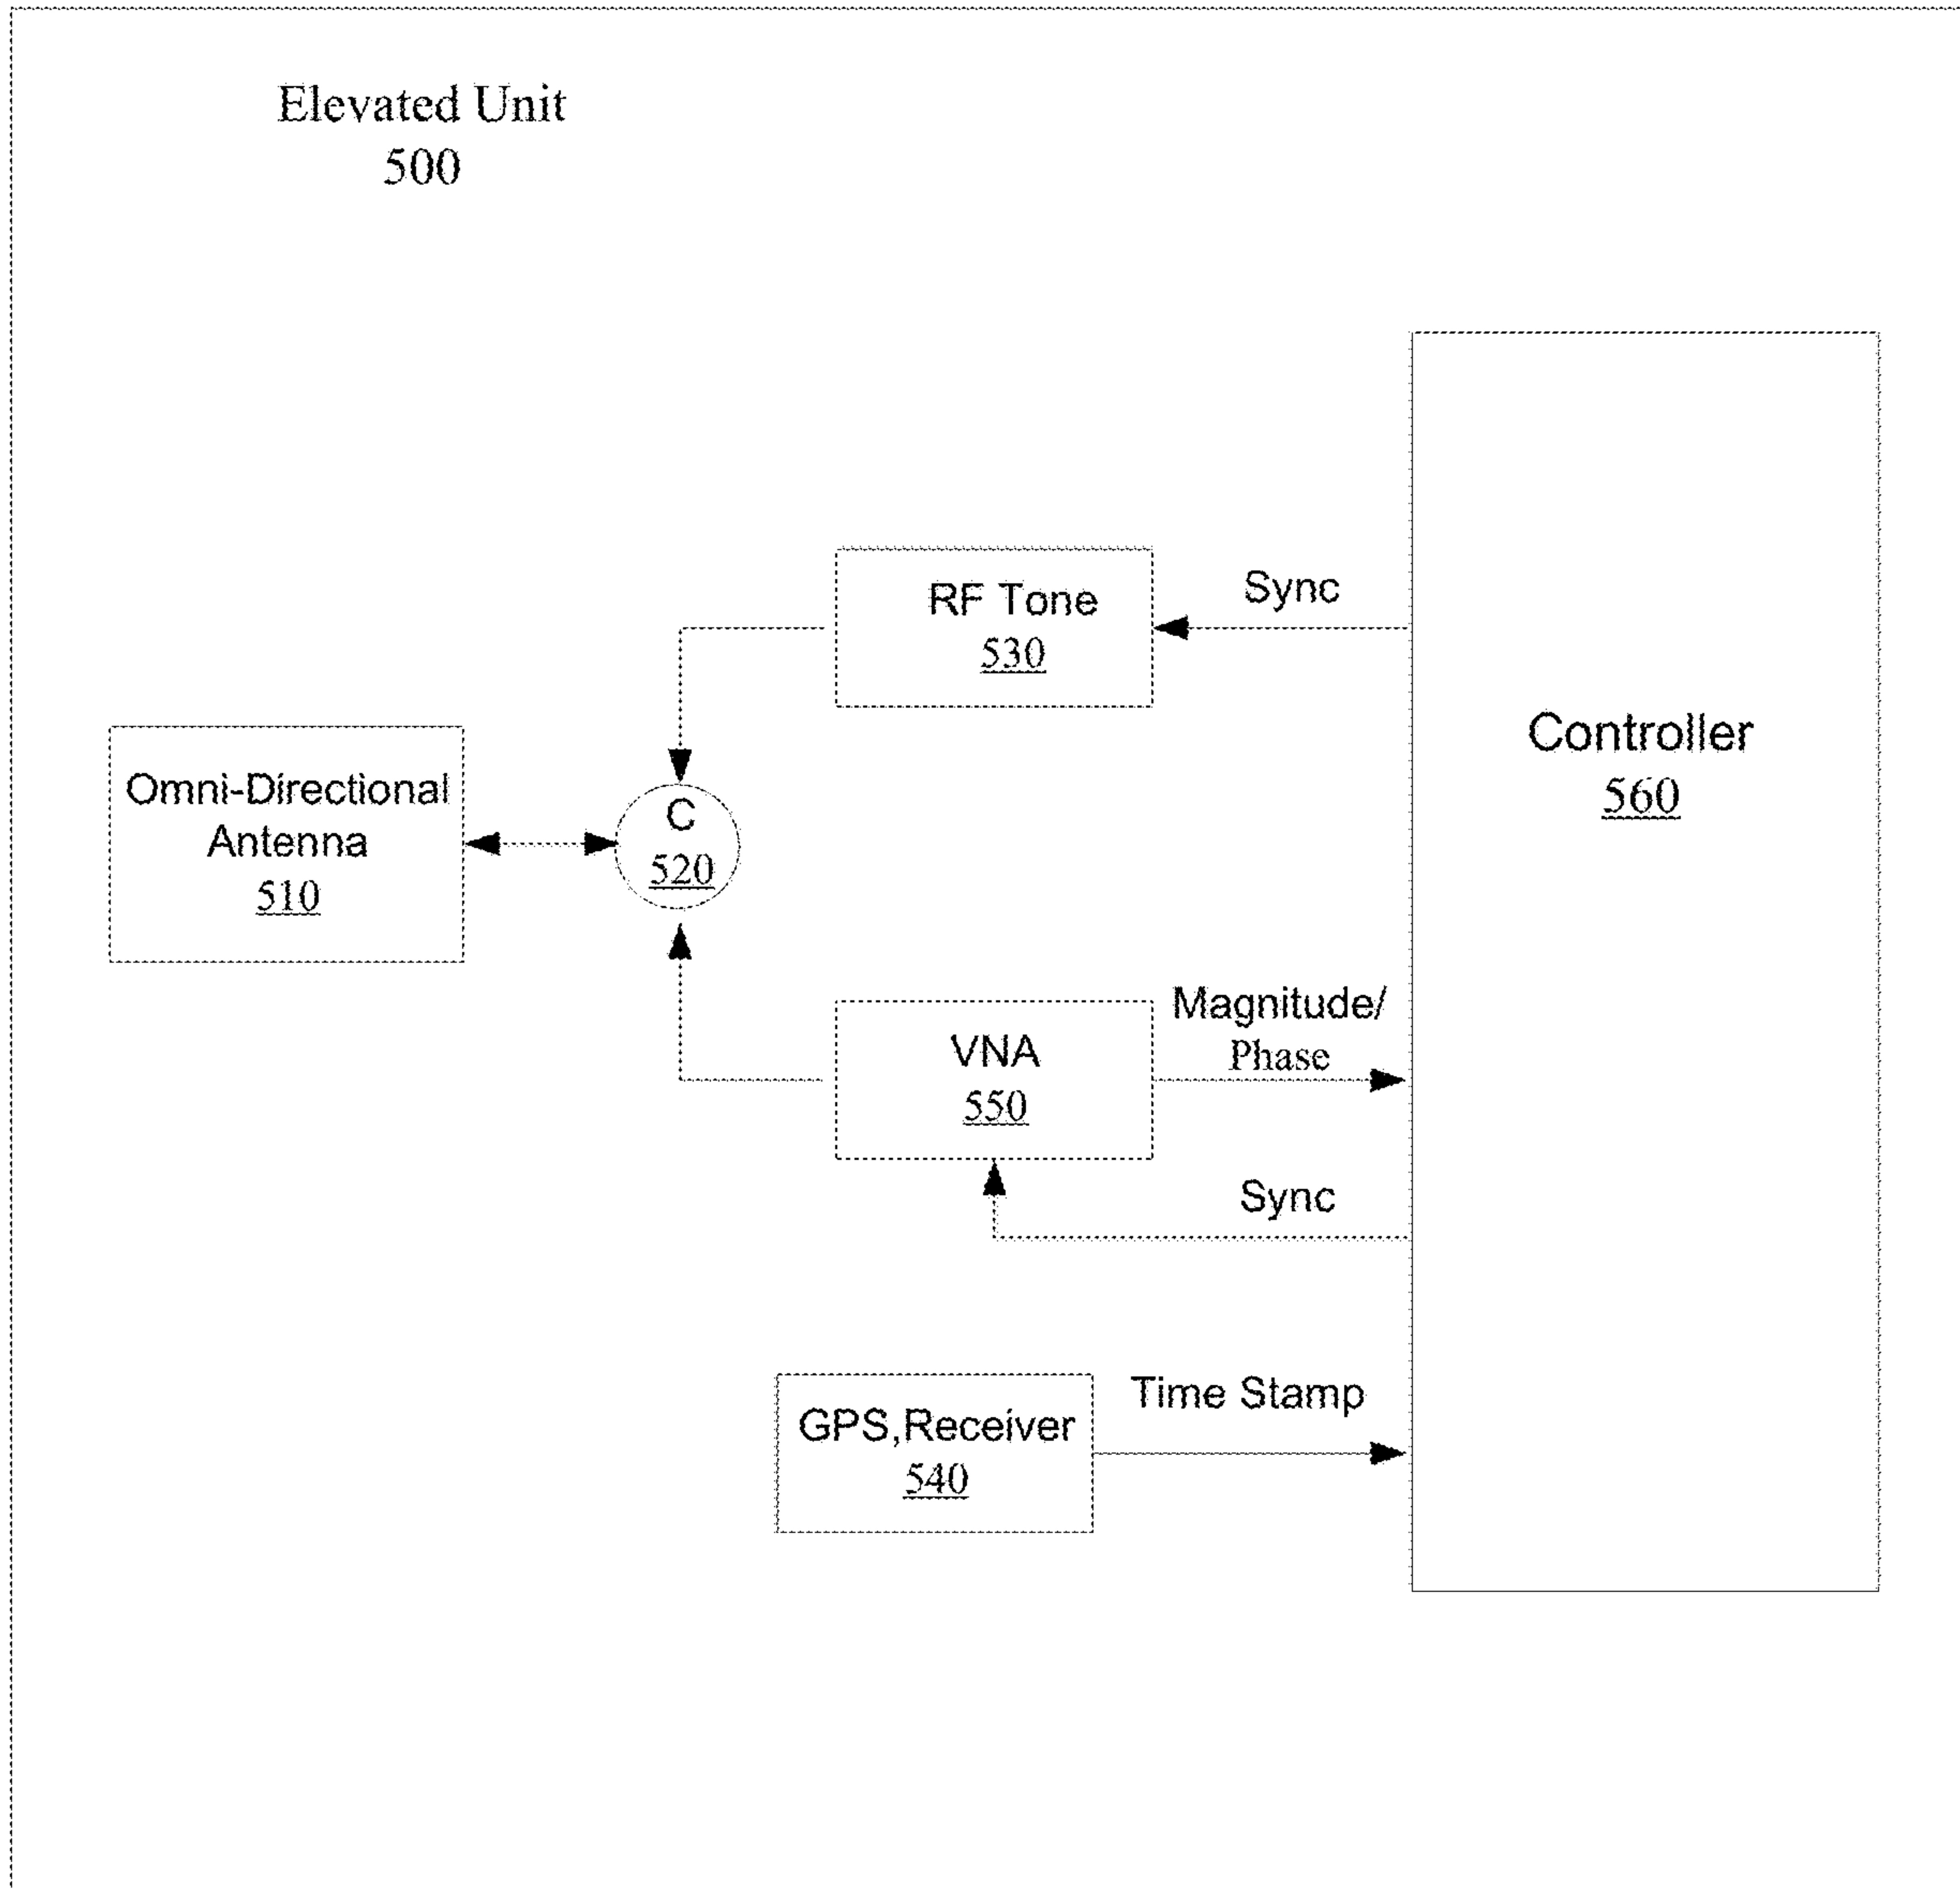 Elevated Unit
500
RF Tone
530
Sync
Controller
560
Omni-Directional
Antenna
510
C
520
VNA
550
Magnitude/
Phase
Sync
GPS,Receiver
540
Time Stamp